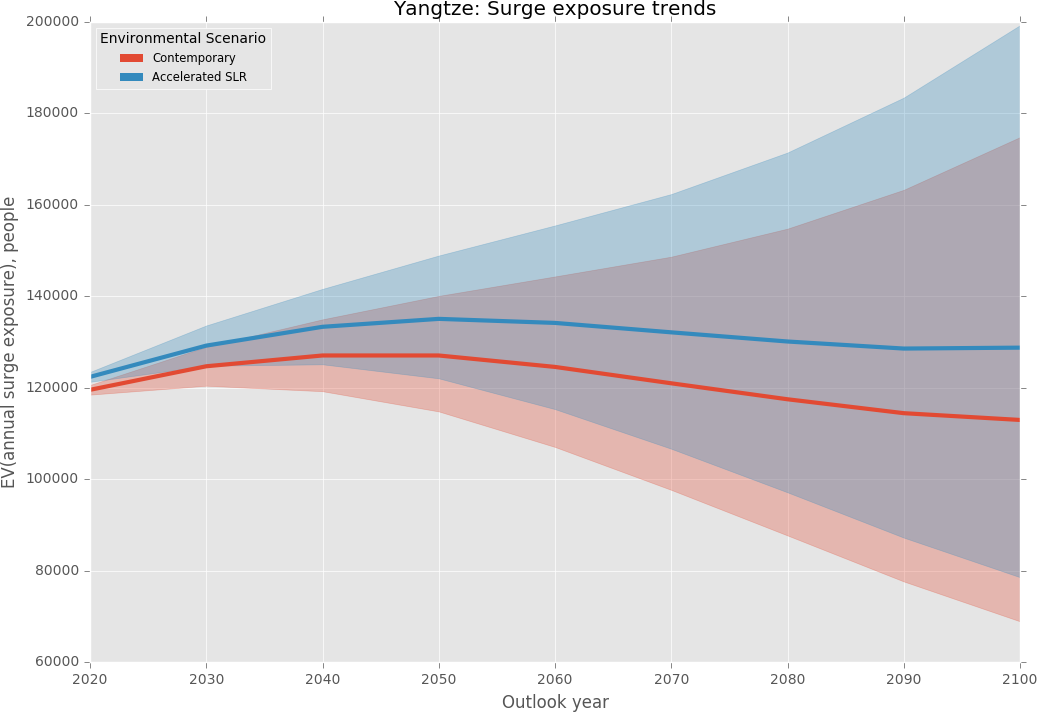 Yangtze: Surge exposure trends
Environmental Scenario
Contemporary
Accelerated SLR
EV(annual surge exposure), people
200000
180000
160000
140000
120000
100000
80000
60000
2020 2030 2040 2050 2060 2070 2080 2090 2100
Outlook year